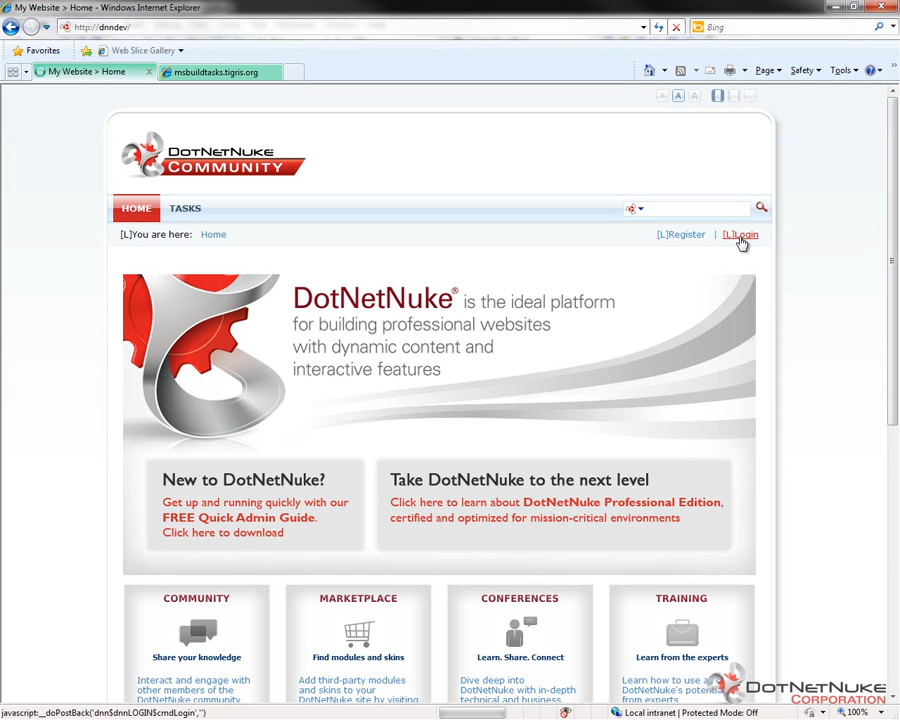 My Website > Home - Windows Internet Explorer
http://dnndev/
Bing
Favorites
Web Slice Gallery
My Website > Home
msbuildtasks.tigris.org
Page
Safety
Tools
A A A
DOTNETNUKE
COMMUNITY
HOME
TASKS
[L]You are here:
Home
[L]Register | [L]Login
DotNetNuke® is the ideal platform
for building professional websites
with dynamic content and
interactive features
New to DotNetNuke?
Get up and running quickly with our
FREE Quick Admin Guide.
Click here to download
Take DotNetNuke to the next level
Click here to learn about DotNetNuke Professional Edition,
certified and optimized for mission-critical environments
COMMUNITY
Share your knowledge
Interact and engage with
other members of the
DotNetNuke community
MARKETPLACE
Find modules and skins
Add third-party modules
and skins to your
DotNetNuke site by visiting
CONFERENCES
Learn. Share. Connect
Dive deep into
DotNetNuke with in-depth
technical and business
TRAINING
Learn from the experts
Learn how to use a
DotNetNuke's potentia
DOTNETNUKE
CORPORATION
javascript:__doPostBack('dnn$dnnLOGIN$cmdLogin','')
Local intranet | Protected Mode: Off
100%